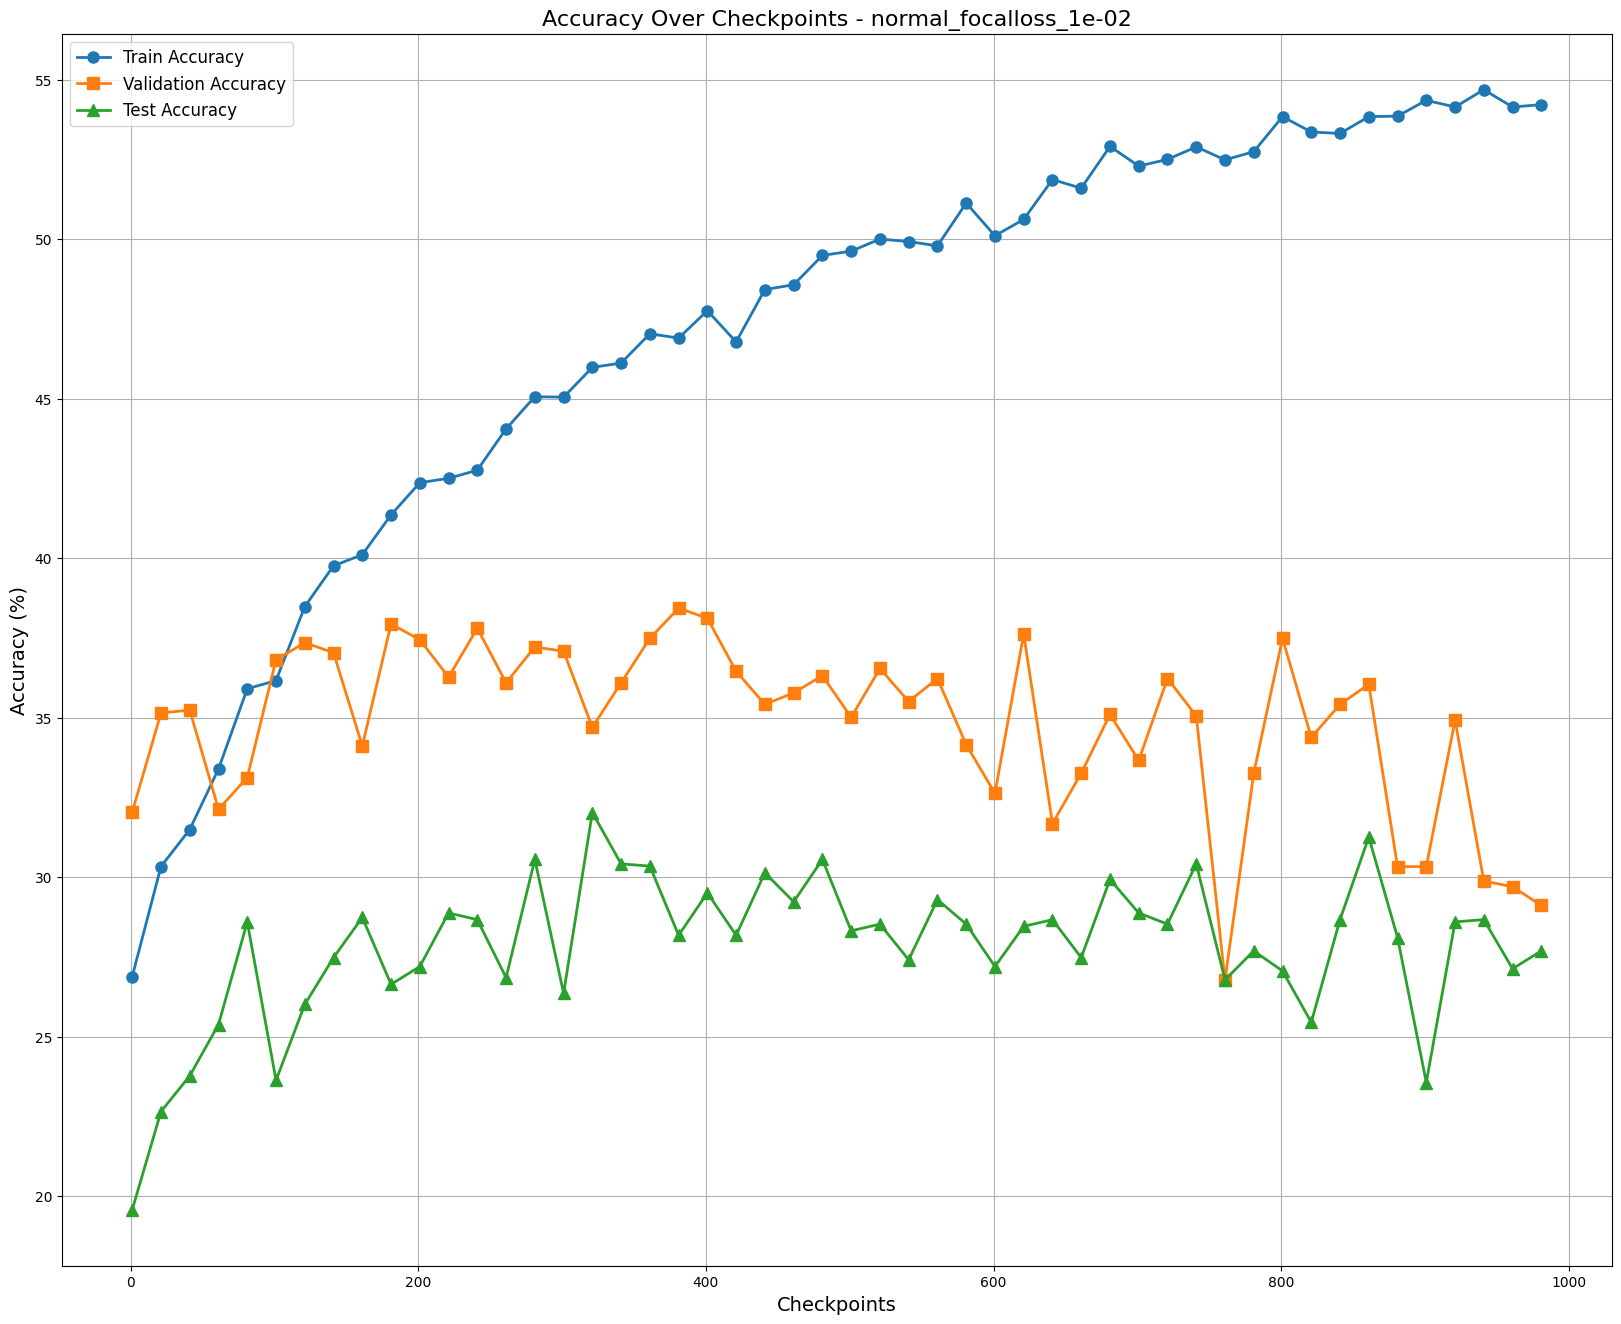 Accuracy Over Checkpoints - normal_focalloss_1e-02
Train Accuracy
Validation Accuracy
Test Accuracy
Accuracy (%)
55
50
45
40
35
30
25
20
0 200 400 600 800 1000
Checkpoints